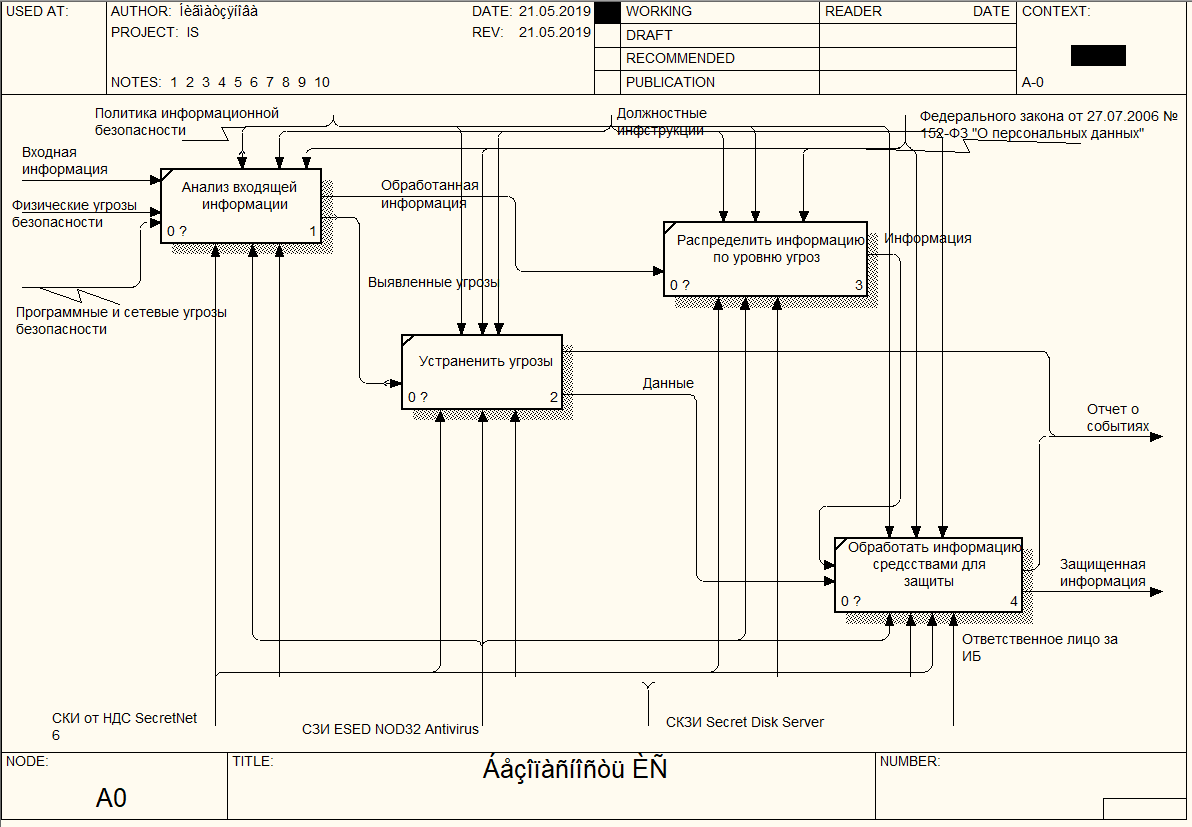 USED AT:
AUTHOR: Íèêìàòçÿíîâà
DATE: 21.05.2019
PROJECT: IS
REV: 21.05.2019
NOTES: 1 2 3 4 5 6 7 8 9 10
WORKING
DRAFT
RECOMMENDED
PUBLICATION
READER
DATE
CONTEXT:
A-0
Политика информационной
безопасности
Должностные
инфструкции
Федерального закона от 27.07.2006 №
152-ФЗ "О персональных данных"
Входная
информация
Физические угрозы
безопасности
Программные и сетевые угрозы
безопасности
Анализ входящей
информации
0 ?
1
Обработанная
информация
Выявленные угрозы
Распределить информацию
по уровню угроз
0 ?
3
Информация
Устраненить угрозы
0 ?
2
Данные
Отчет о
событиях
Обработать информацию
средсствами для
защиты
0 ?
4
Защищенная
информация
Ответственное лицо за
ИБ
СКИ от НДС SecretNet
6
СЗИ ESED NOD32 Antivirus
СКЗИ Secret Disk Server
NODE:
A0
TITLE:
Áåçîïàñíîñòü ÈÑ
NUMBER: